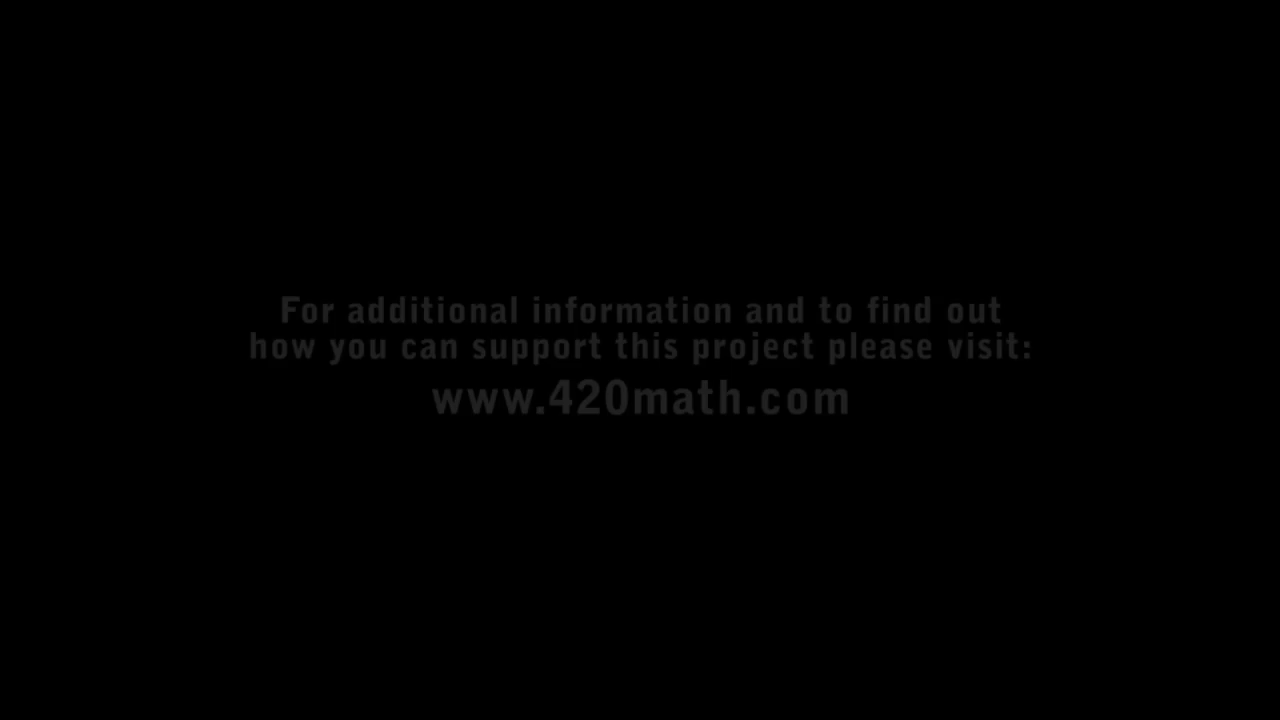 For additional information and to find out
how you can support this project please visit:
www.420math.com